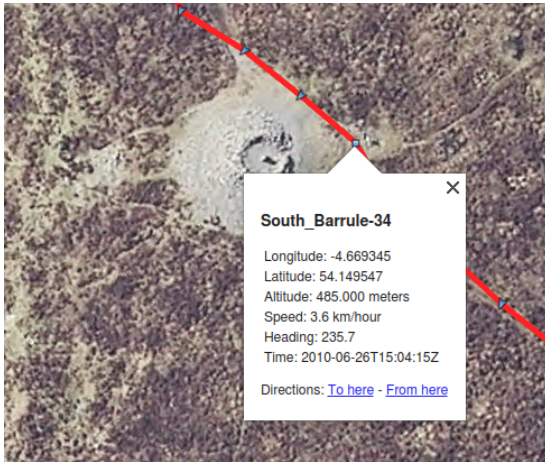 South_Barrule-34
Longitude: -4.669345
Latitude: 54.149547
Altitude: 485.000 meters
Speed: 3.6 km/hour
Heading: 235.7
Time: 2010-06-26T15:04:15Z
Directions: To here - From here